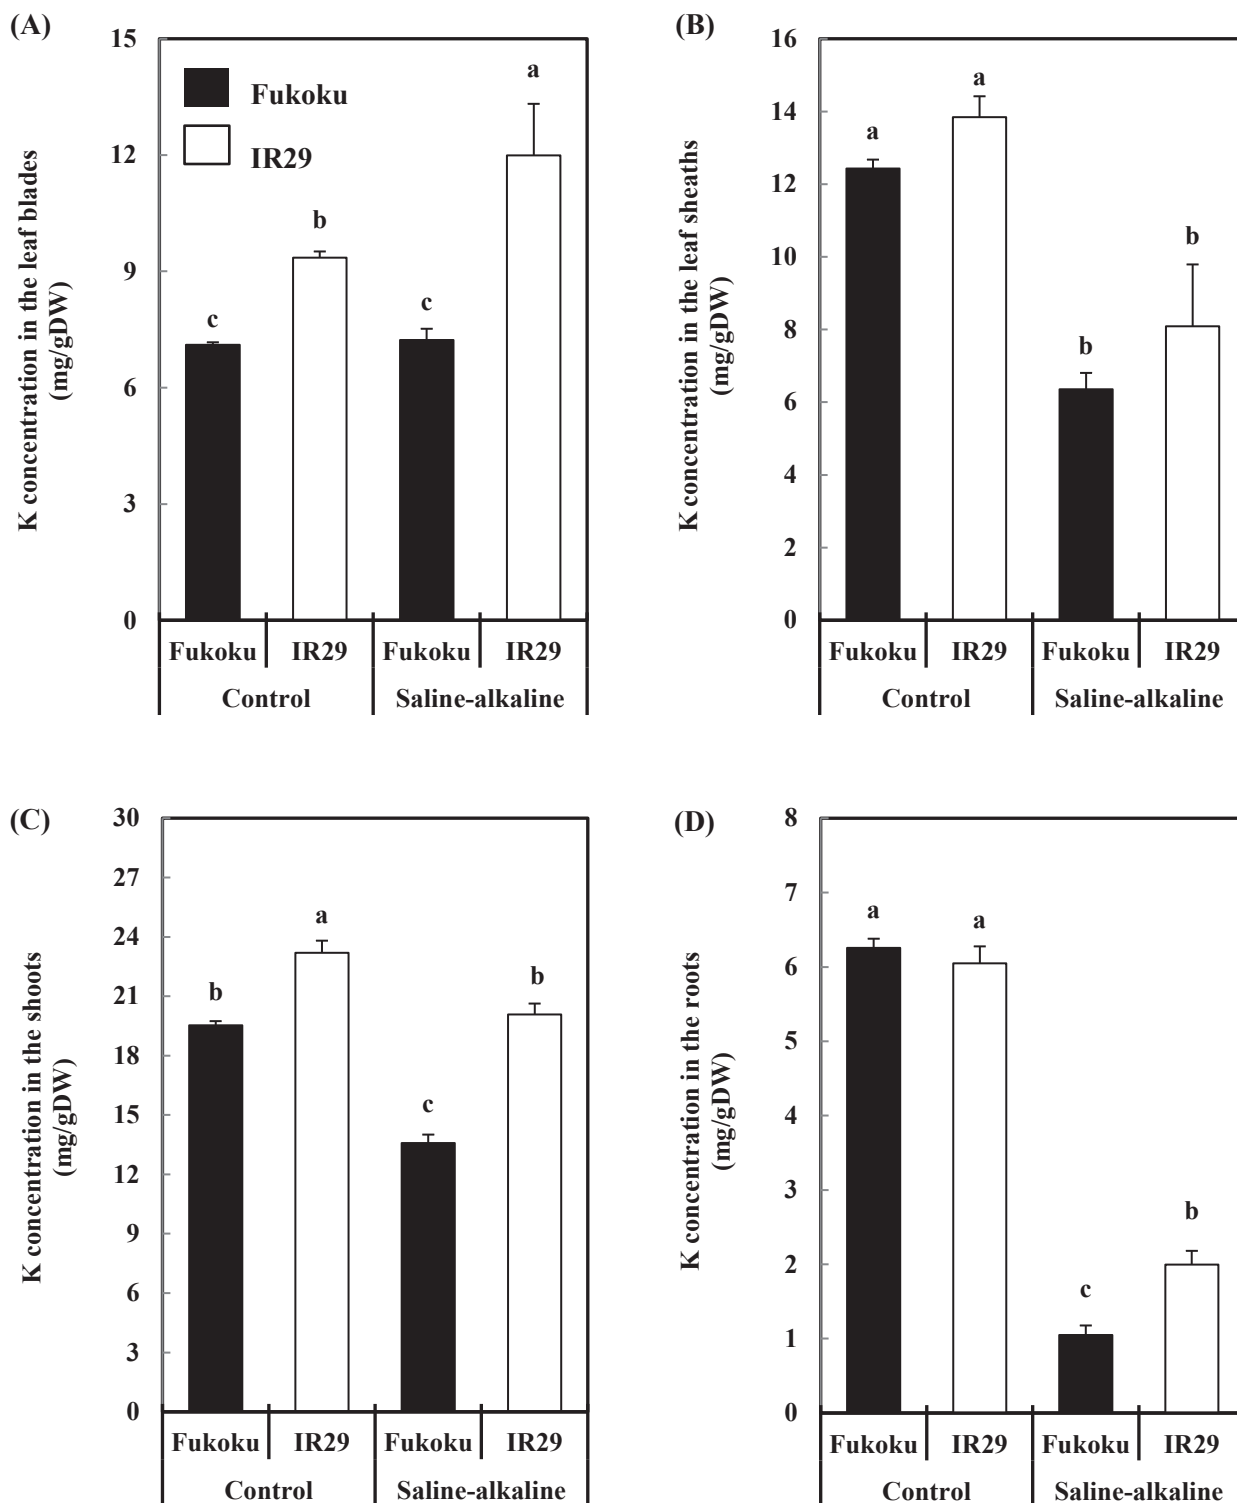 (A)
K concentration in the leaf blades
(mg/gDW)
15
12
9
6
3
0
Fukoku
IR29
c
b
c
a
Fukoku IR29 Fukoku IR29
Control Saline-alkaline
(B)
K concentration in the leaf sheaths
(mg/gDW)
16
14
12
10
8
6
4
2
0
a
a
b
b
Fukoku IR29 Fukoku IR29
Control Saline-alkaline
(C)
K concentration in the shoots
(mg/gDW)
30
27
24
21
18
15
12
9
6
3
0
b
a
c
b
Fukoku IR29 Fukoku IR29
Control Saline-alkaline
(D)
K concentration in the roots
(mg/gDW)
8
7
6
5
4
3
2
1
0
a
a
c
b
Fukoku IR29 Fukoku IR29
Control Saline-alkaline